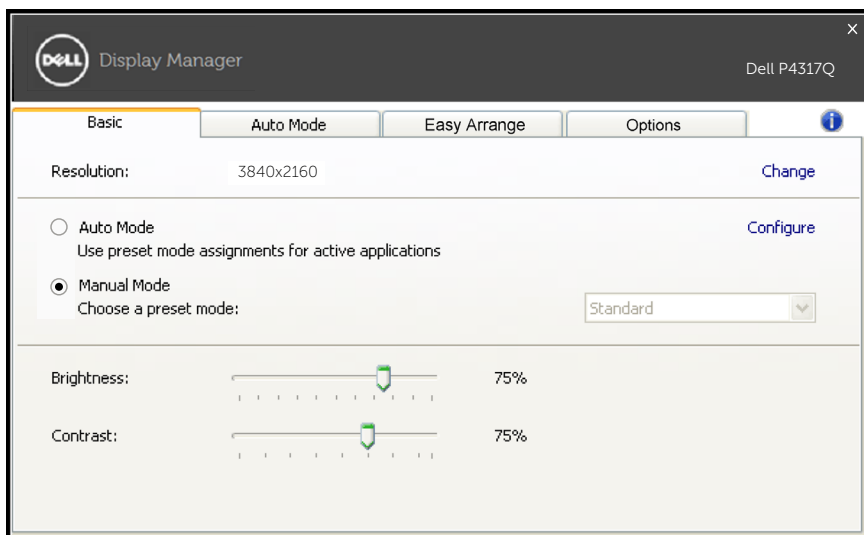 DELL Display Manager
×
Dell P4317Q
Basic
Auto Mode
Easy Arrange
Options
i
Resolution:
3840x2160
Change
Auto Mode
Configure
Use preset mode assignments for active applications
Manual Mode
Choose a preset mode:
Standard
Brightness:
75%
Contrast:
75%